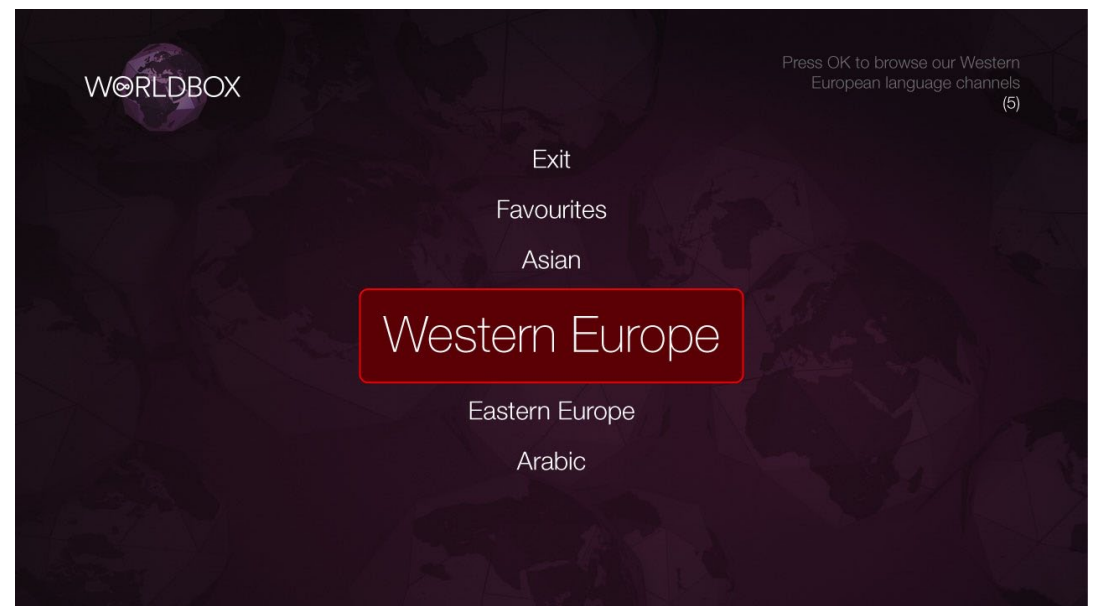 WORLDBOX
Press OK to browse our Western
European language channels
(5)
Exit
Favourites
Asian
Western Europe
Eastern Europe
Arabic